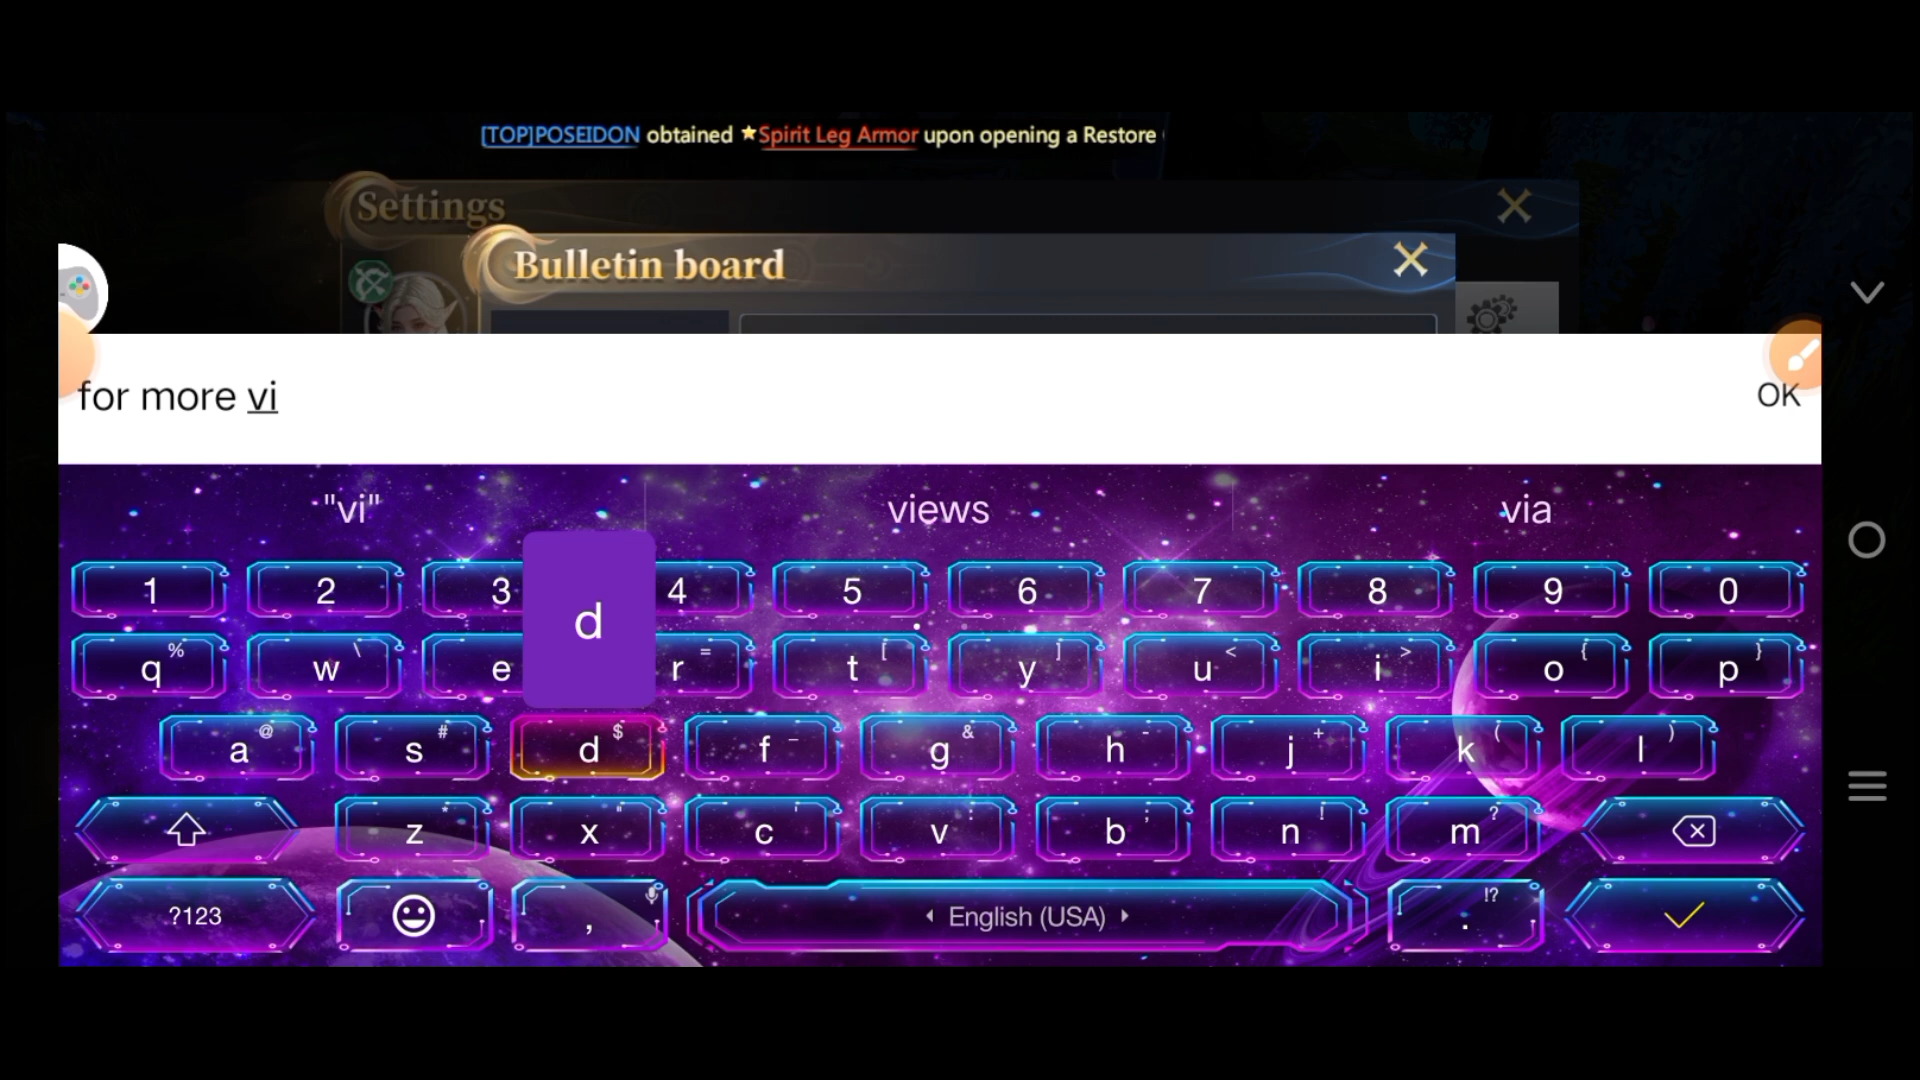 [TOP]POSEIDON obtained ★Spirit Leg Armor upon opening a Restore
Settings
Bulletin board
for more vi
OK
"vi" views via
1 2 3 4 5 6 7 8 9 0
d
q % w \ e r = t [ y ] u < i > o { p }
a @ s # d $ f _ g & h - j + k ( l )
z * x " c ' v : b ; n ! m ?
?123 , English (USA) . !?